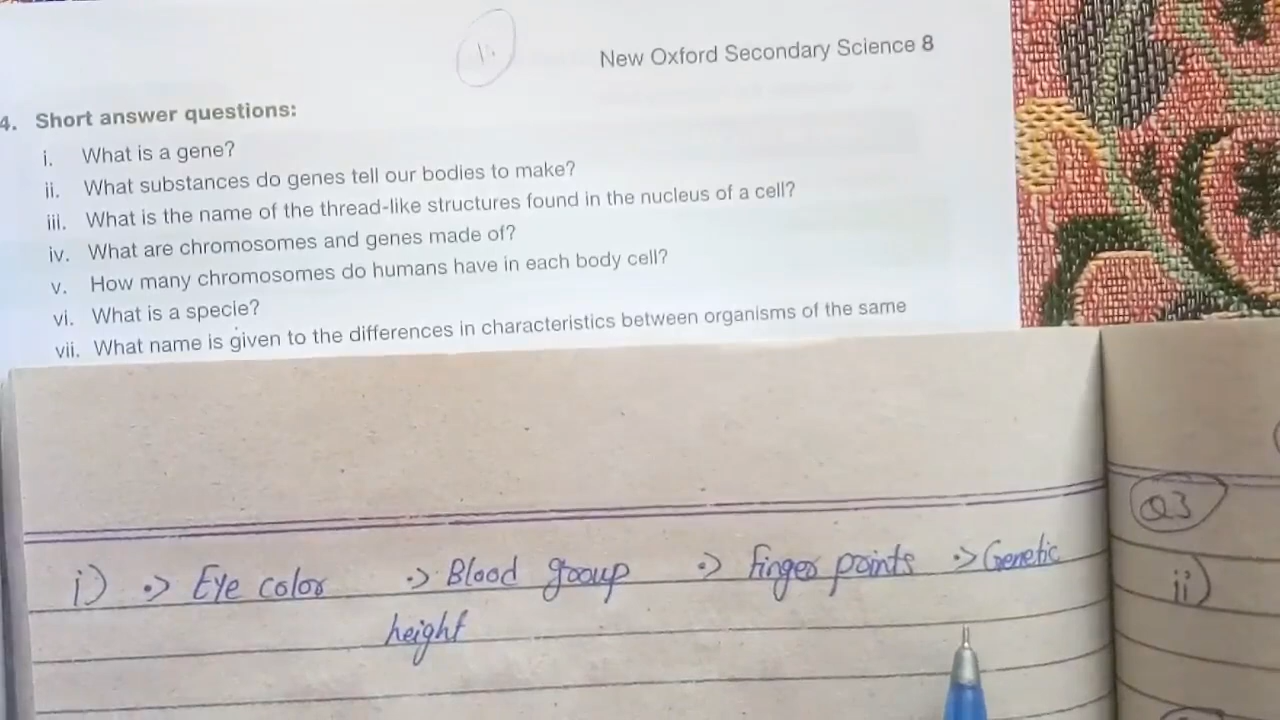 1.
New Oxford Secondary Science 8
4. Short answer questions:
i. What is a gene?
ii. What substances do genes tell our bodies to make?
iii. What is the name of the thread-like structures found in the nucleus of a cell?
iv. What are chromosomes and genes made of?
v. How many chromosomes do humans have in each body cell?
vi. What is a specie?
vii. What name is given to the differences in characteristics between organisms of the same
i) Eye color Blood group Finger points Genetic
height
Q3
ii)